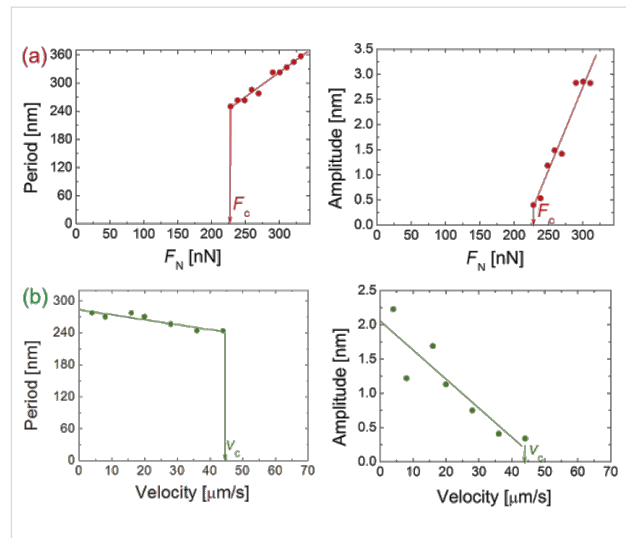 (a)
Period [nm]
360
300
240
180
120
60
0
F_c
0 50 100 150 200 250 300
F_N [nN]
Amplitude [nm]
3.5
3.0
2.5
2.0
1.5
1.0
0.5
0.0
F_c
0 50 100 150 200 250 300
F_N [nN]
(b)
Period [nm]
300
240
180
120
60
0
v_c
0 10 20 30 40 50 60 70
Velocity [μm/s]
Amplitude [nm]
2.5
2.0
1.5
1.0
0.5
0.0
v_c
0 10 20 30 40 50 60 70
Velocity [μm/s]